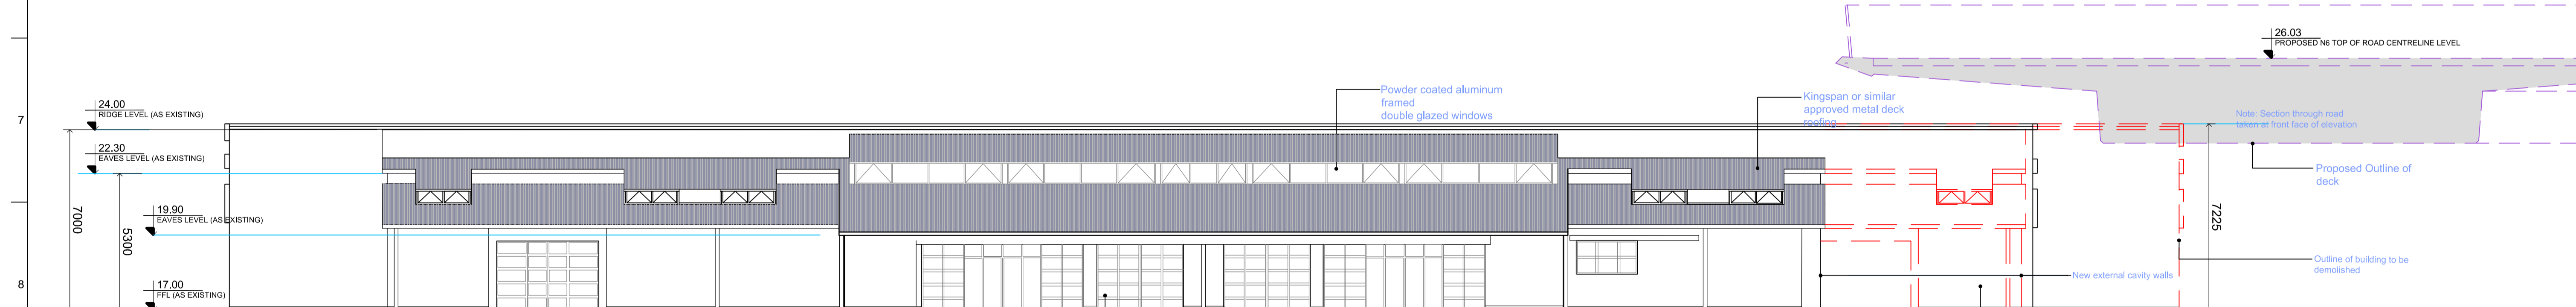 26.03
PROPOSED N6 TOP OF ROAD CENTRELINE LEVEL
Powder coated aluminum
framed
double glazed windows
Kingspan or similar
approved metal deck
roofing
24.00
RIDGE LEVEL (AS EXISTING)
7
Note: Section through road
taken at front face of elevation
22.30
EAVES LEVEL (AS EXISTING)
Proposed Outline of
deck
19.90
EAVES LEVEL (AS EXISTING)
7000
5300
7225
Outline of building to be
demolished
New external cavity walls
8
17.00
FFL (AS EXISTING)